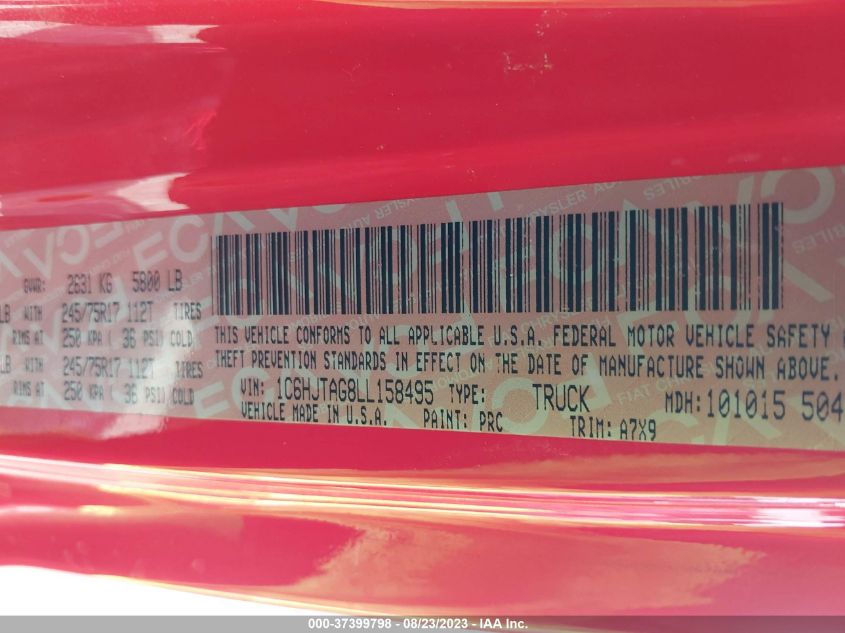 GVWR: 2631 KG 5800 LB
LB WITH 245/75R17 112T TIRES
RIMS AT 250 KPA ( 36 PSI) COLD
LB WITH 245/75R17 112T TIRES
RIMS AT 250 KPA ( 36 PSI) COLD
THIS VEHICLE CONFORMS TO ALL APPLICABLE U.S.A. FEDERAL MOTOR VEHICLE SAFETY
THEFT PREVENTION STANDARDS IN EFFECT ON THE DATE OF MANUFACTURE SHOWN ABOVE.
VIN: 1C6HJTAG8LL158495 TYPE: TRUCK MDH: 101015 504
VEHICLE MADE IN U.S.A. PAINT: PRC TRIM: A7X9
000-37399798 - 08/23/2023 - IAA Inc.